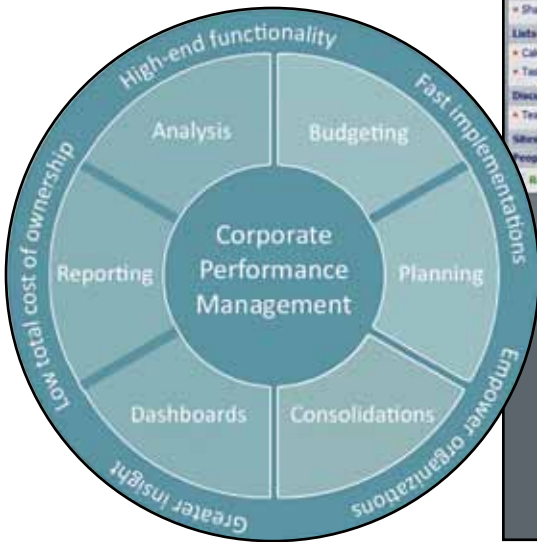 High-end functionality
Fast implementations
Empower organizations
Greater insight
Low total cost of ownership
Analysis
Budgeting
Reporting
Planning
Dashboards
Consolidations
Corporate
Performance
Management
Lists